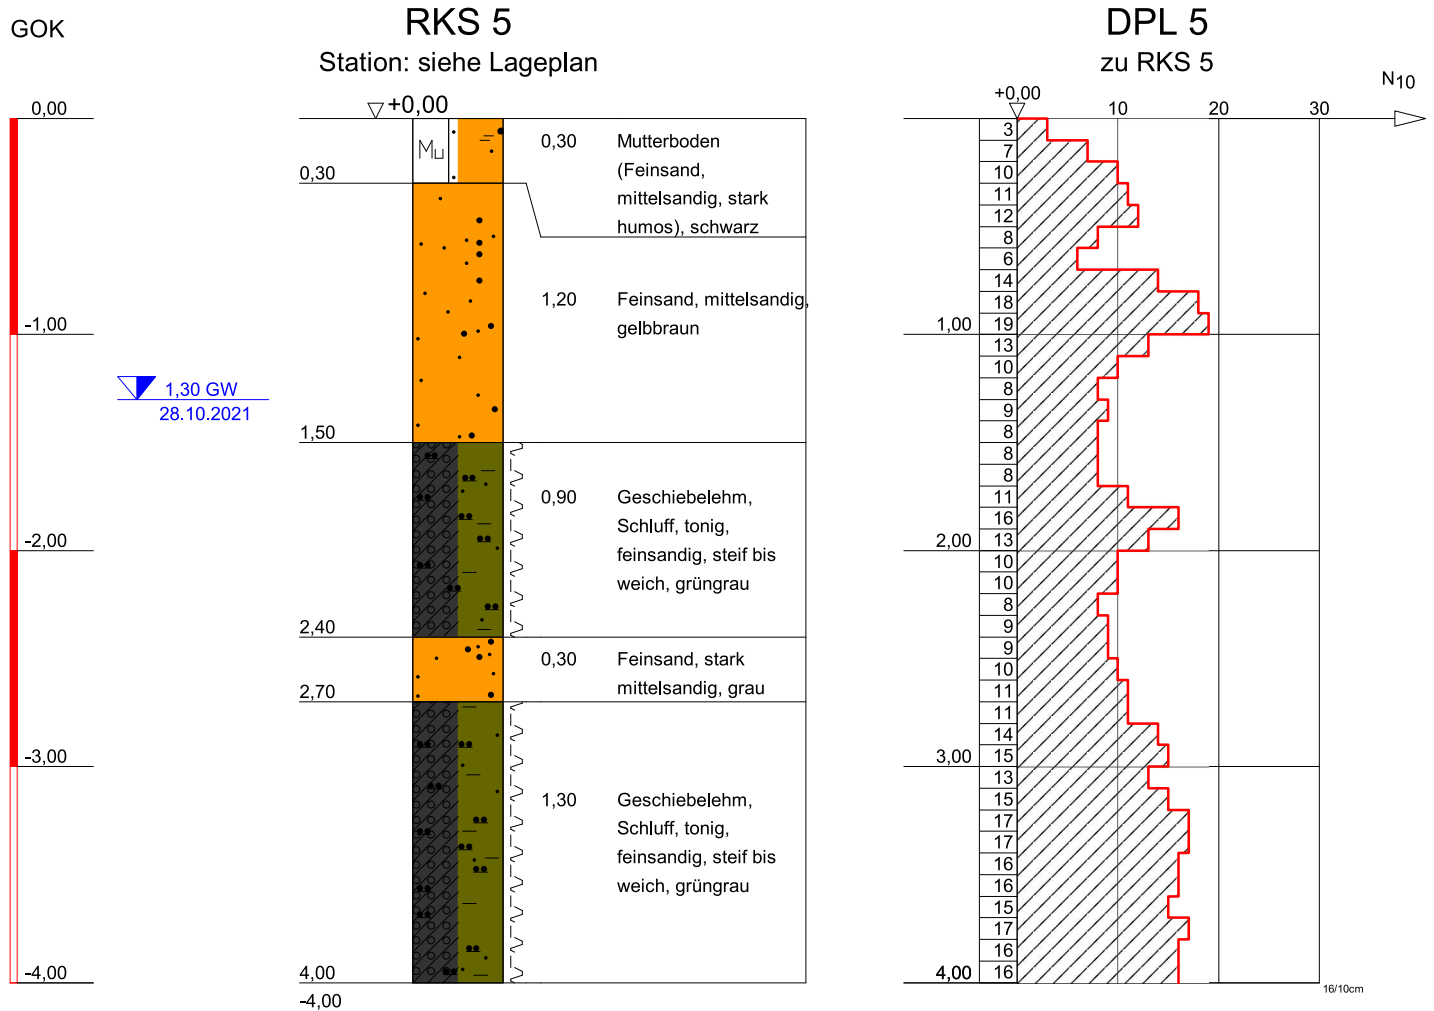 GOK
RKS 5
Station: siehe Lageplan
DPL 5
zu RKS 5
N10
0,00
-1,00
-2,00
-3,00
-4,00
1,30 GW
28.10.2021
+0,00
0,30
1,50
2,40
2,70
4,00
-4,00
Mu
0,30 Mutterboden
(Feinsand,
mittelsandig, stark
humos), schwarz
1,20 Feinsand, mittelsandig,
gelbbraun
0,90 Geschiebelehm,
Schluff, tonig,
feinsandig, steif bis
weich, grüngrau
0,30 Feinsand, stark
mittelsandig, grau
1,30 Geschiebelehm,
Schluff, tonig,
feinsandig, steif bis
weich, grüngrau
+0,00
10 20 30
3
7
10
11
12
8
6
14
18
1,00 19
13
10
8
9
8
8
8
11
16
2,00 13
10
10
8
9
9
10
11
11
14
3,00 15
13
15
17
17
16
16
15
17
16
4,00 16
16/10cm